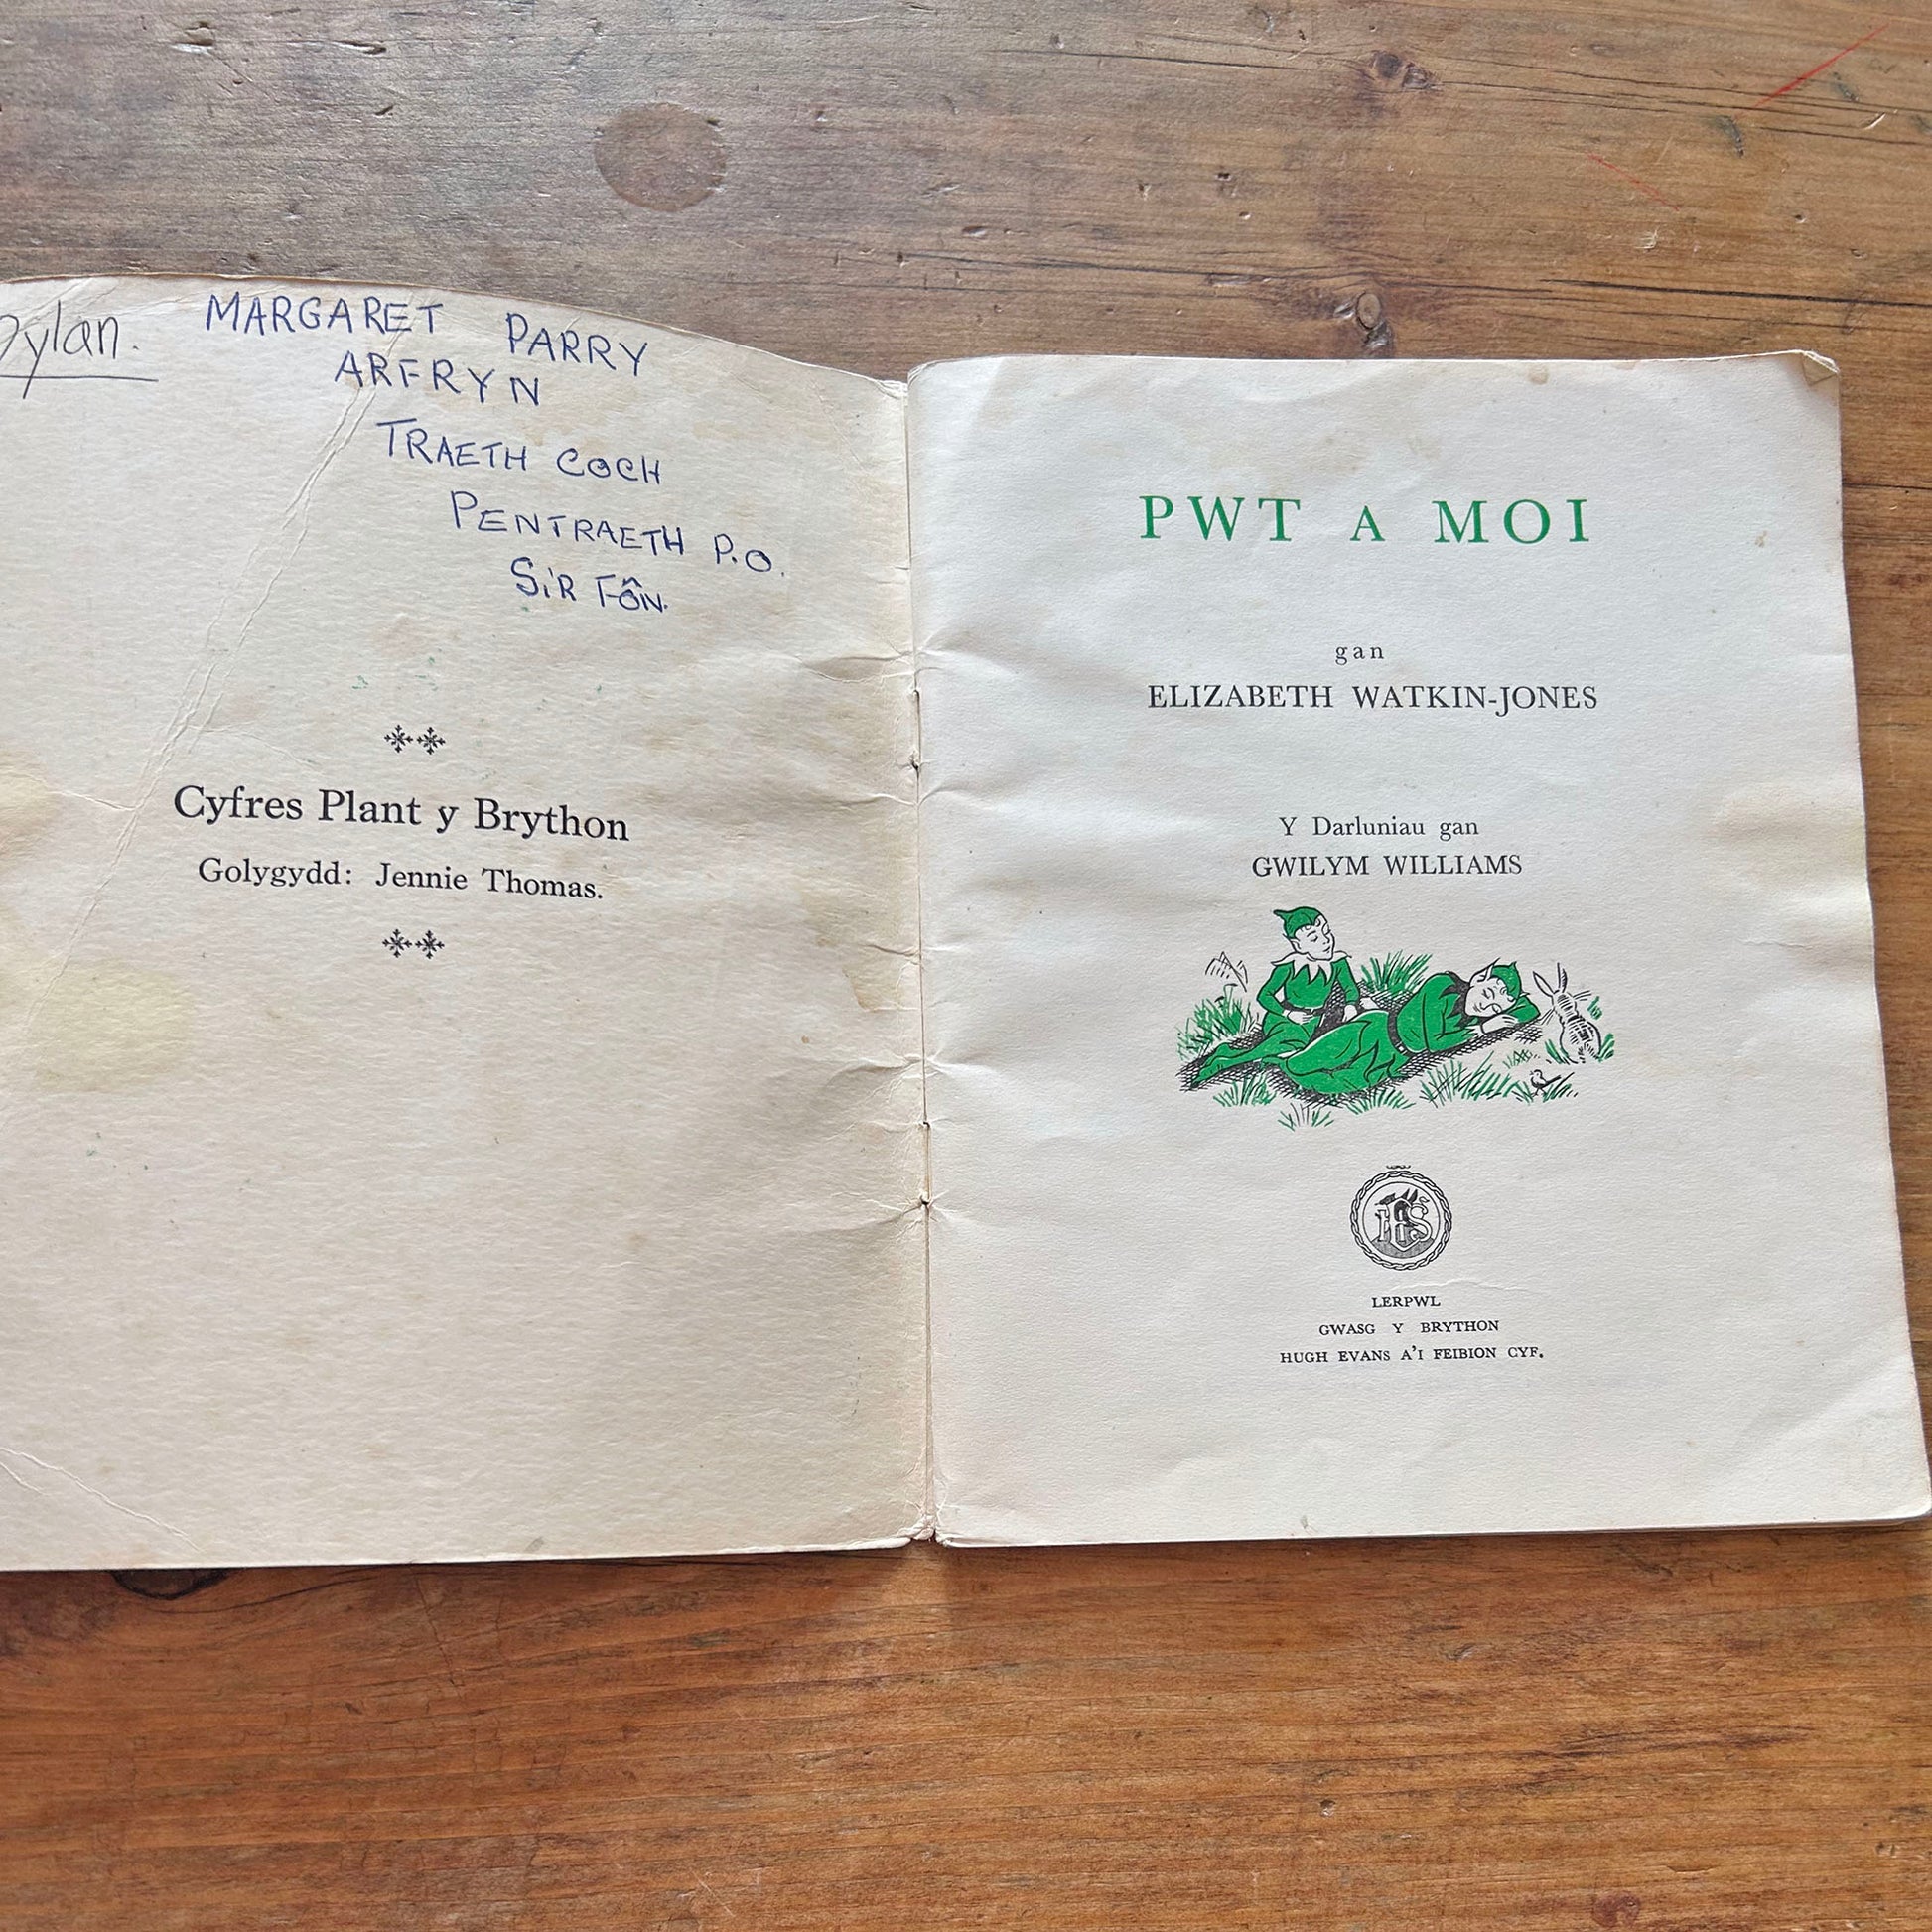 Dylan.
MARGARET PARRY
ARFRYN
TRAETH COCH
PENTRAETH P.O.
SiR FÔN.
Cyfres Plant y Brython
Golygydd: Jennie Thomas.
PWT A MOI
gan
ELIZABETH WATKIN-JONES
Y Darluniau gan
GWILYM WILLIAMS
LERPWL
GWASG Y BRYTHON
HUGH EVANS A'I FEIBION CYF.